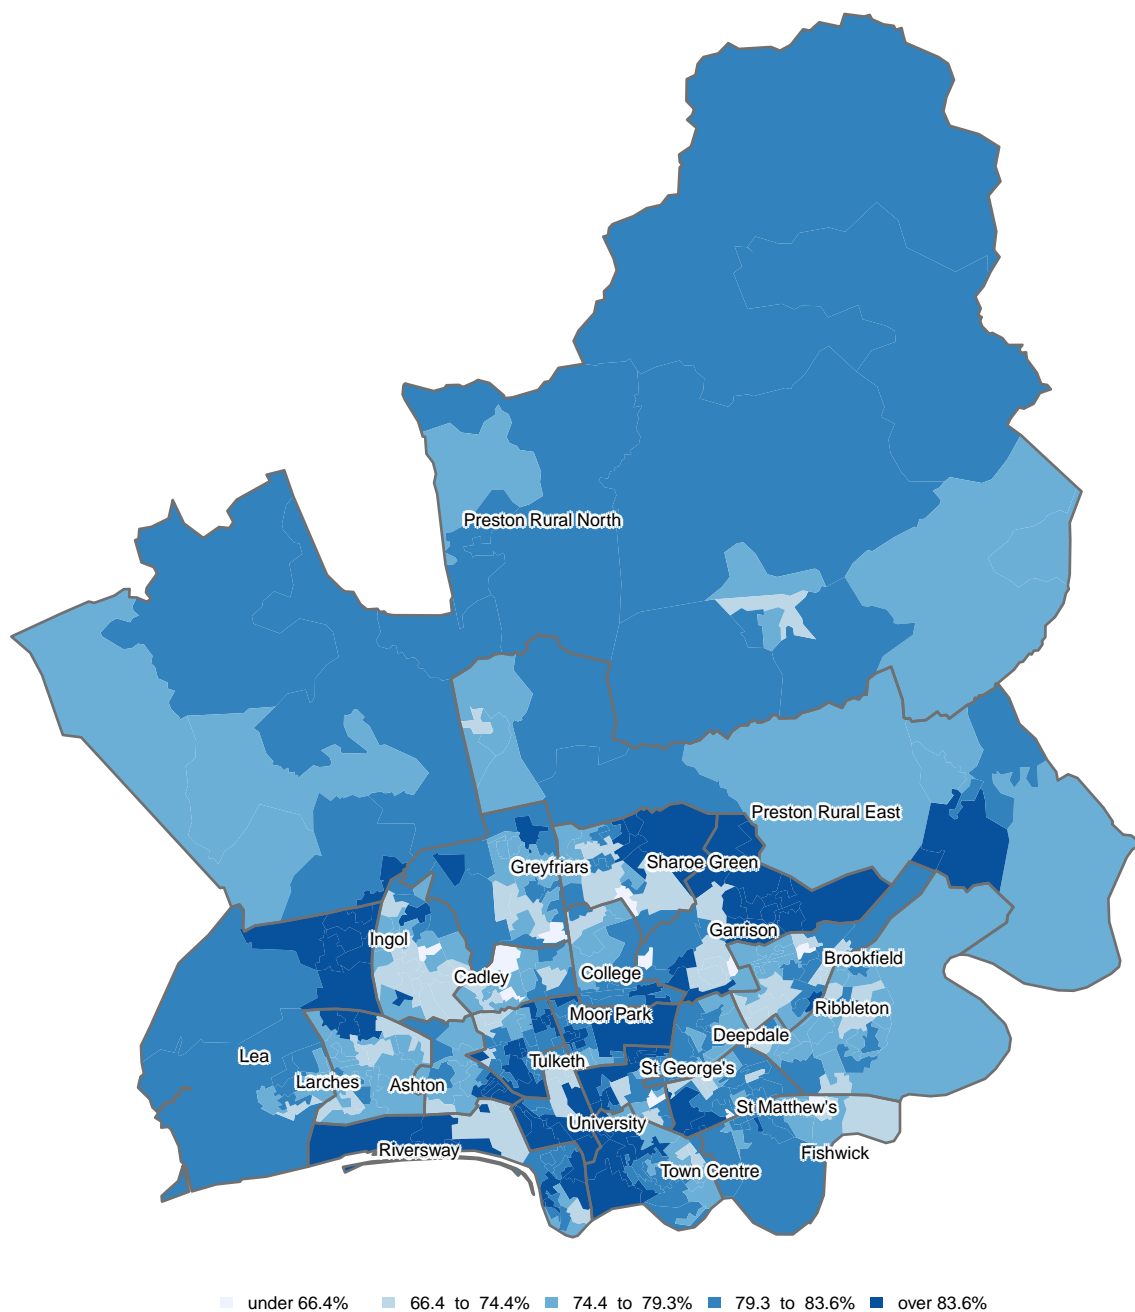 Preston Rural North
Preston Rural East
Greyfriars
Sharoe Green
Ingol
Garrison
Cadley
College
Brookfield
Moor Park
Ribbleton
Deepdale
Lea
Tulketh
St George's
Larches
Ashton
St Matthew's
University
Riversway
Fishwick
Town Centre
under 66.4% 66.4 to 74.4% 74.4 to 79.3% 79.3 to 83.6% over 83.6%